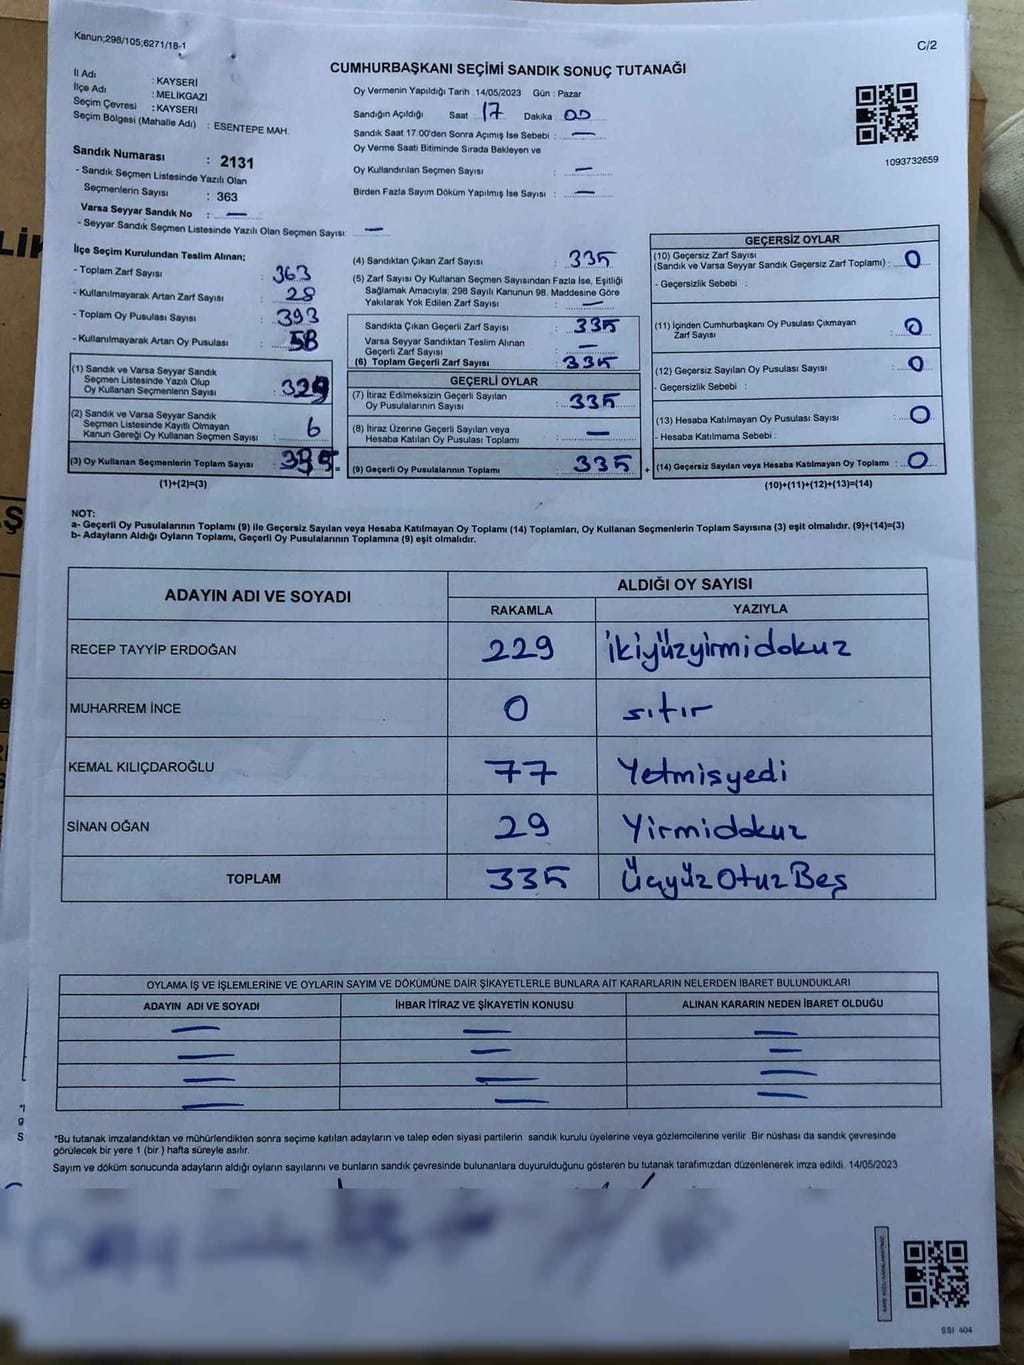 Kanun;298/105;6271/18-1
C/2
CUMHURBAŞKANI SEÇİMİ SANDIK SONUÇ TUTANAĞI
İl Adı : KAYSERİ
İlçe Adı : MELİKGAZİ
Seçim Çevresi : KAYSERİ
Seçim Bölgesi (Mahalle Adı) : ESENTEPE MAH.
Sandık Numarası : 2131
- Sandık Seçmen Listesinde Yazılı Olan
Seçmenlerin Sayısı : 363
Varsa Seyyar Sandık No : —
- Seyyar Sandık Seçmen Listesinde Yazılı Olan Seçmen Sayısı: —
Oy Vermenin Yapıldığı Tarih : 14/05/2023 Gün : Pazar
Sandığın Açıldığı Saat 17 Dakika 00
Sandık Saat 17:00'den Sonra Açımış İse Sebebi : —
Oy Verme Saati Bitiminde Sırada Bekleyen ve
Oy Kullandırılan Seçmen Sayısı : —
Birden Fazla Sayım Döküm Yapılmış İse Sayısı : —
1093732659
İlçe Seçim Kurulundan Teslim Alınan;
- Toplam Zarf Sayısı : 363
- Kullanılmayarak Artan Zarf Sayısı : 28
- Toplam Oy Pusulası Sayısı : 393
- Kullanılmayarak Artan Oy Pusulası : 58
(1) Sandık ve Varsa Seyyar Sandık
Seçmen Listesinde Yazılı Olup
Oy Kullanan Seçmenlerin Sayısı : 329
(2) Sandık ve Varsa Seyyar Sandık
Seçmen Listesinde Kayıtlı Olmayan
Kanun Gereği Oy Kullanan Seçmen Sayısı : 6
(3) Oy Kullanan Seçmenlerin Toplam Sayısı : 335 =
(1)+(2)=(3)
(4) Sandıktan Çıkan Zarf Sayısı : 335
(5) Zarf Sayısı Oy Kullanan Seçmen Sayısından Fazla İse, Eşitliği
Sağlamak Amacıyla; 298 Sayılı Kanunun 98. Maddesine Göre
Yakılarak Yok Edilen Zarf Sayısı : —
Sandıkta Çıkan Geçerli Zarf Sayısı : 335
Varsa Seyyar Sandıktan Teslim Alınan
Geçerli Zarf Sayısı : —
(6) Toplam Geçerli Zarf Sayısı : 335
GEÇERLİ OYLAR
(7) İtiraz Edilmeksizin Geçerli Sayılan
Oy Pusulalarının Sayısı : 335
(8) İtiraz Üzerine Geçerli Sayılan veya
Hesaba Katılan Oy Pusulası Toplamı : —
(9) Geçerli Oy Pusulalarının Toplamı : 335 +
GEÇERSİZ OYLAR
(10) Geçersiz Zarf Sayısı
(Sandık ve Varsa Seyyar Sandık Geçersiz Zarf Toplamı) : 0
- Geçersizlik Sebebi :
(11) İçinden Cumhurbaşkanı Oy Pusulası Çıkmayan
Zarf Sayısı : 0
(12) Geçersiz Sayılan Oy Pusulası Sayısı : 0
- Geçersizlik Sebebi :
(13) Hesaba Katılmayan Oy Pusulası Sayısı : 0
- Hesaba Katılmama Sebebi :
(14) Geçersiz Sayılan veya Hesaba Katılmayan Oy Toplamı : 0
(10)+(11)+(12)+(13)=(14)
NOT:
a- Geçerli Oy Pusulalarının Toplamı (9) ile Geçersiz Sayılan veya Hesaba Katılmayan Oy Toplamı (14) Toplamları, Oy Kullanan Seçmenlerin Toplam Sayısına (3) eşit olmalıdır. (9)+(14)=(3)
b- Adayların Aldığı Oyların Toplamı, Geçerli Oy Pusulalarının Toplamına (9) eşit olmalıdır.
ADAYIN ADI VE SOYADI ALDIĞI OY SAYISI
RAKAMLA YAZIYLA
RECEP TAYYİP ERDOĞAN 229 ikiyüzyirmidokuz
MUHARREM İNCE 0 sıfır
KEMAL KILIÇDAROĞLU 77 Yetmişyedi
SİNAN OĞAN 29 Yirmidokuz
TOPLAM 335 Üçyüz Otuz Beş
OYLAMA İŞ VE İŞLEMLERİNE VE OYLARIN SAYIM VE DÖKÜMÜNE DAİR ŞİKAYETLERLE BUNLARA AİT KARARLARIN NELERDEN İBARET BULUNDUKLARI
ADAYIN ADI VE SOYADI İHBAR İTİRAZ VE ŞİKAYETİN KONUSU ALINAN KARARIN NEDEN İBARET OLDUĞU
— — —
— — —
— — —
— — —
*Bu tutanak imzalandıktan ve mühürlendikten sonra seçime katılan adayların ve talep eden siyasi partilerin sandık kurulu üyelerine veya gözlemcilerine verilir .Bir nüshası da sandık çevresinde
görülecek bir yere 1 (bir ) hafta süreyle asılır.
Sayım ve döküm sonucunda adayların aldığı oyların sayılarını ve bunların sandık çevresinde bulunanlara duyurulduğunu gösteren bu tutanak tarafımızdan düzenlenerek imza edildi. 14/05/2023
SSI 404